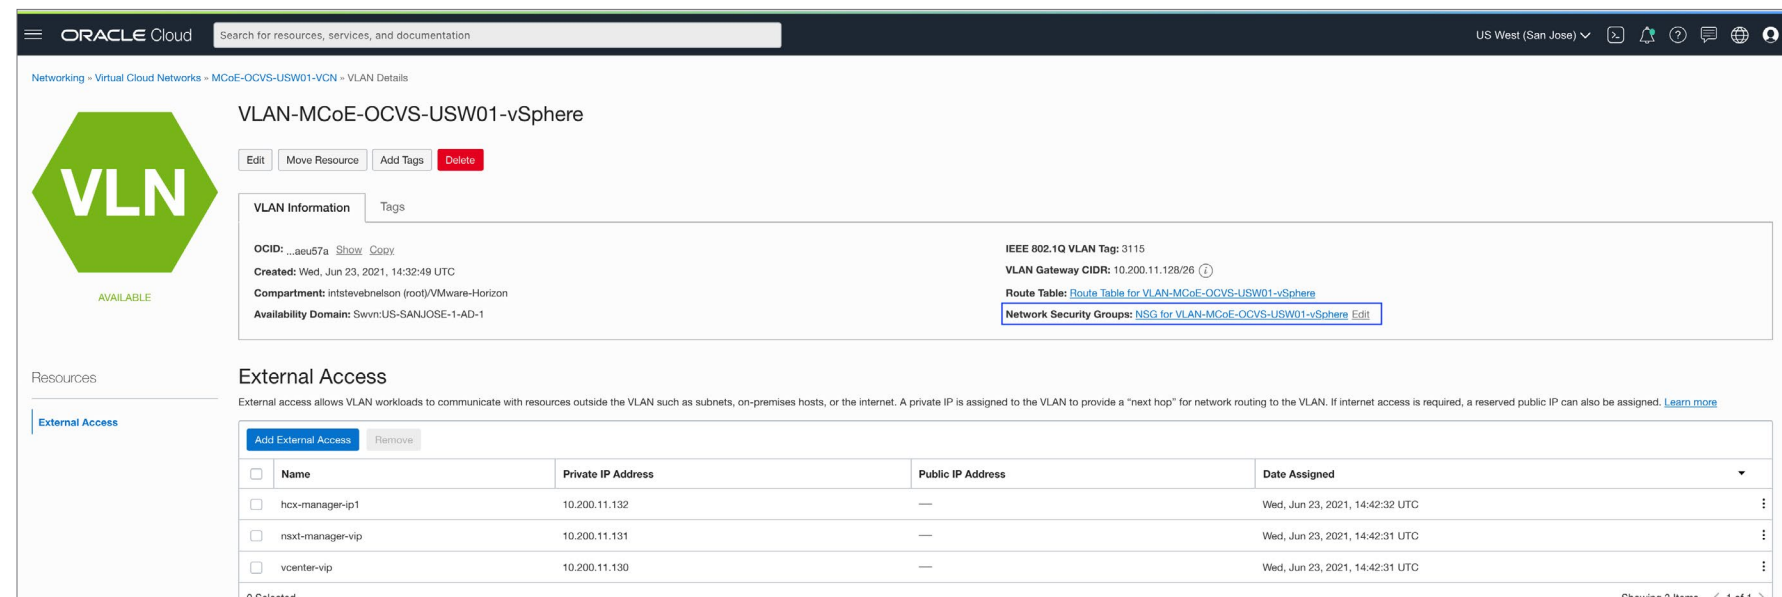 ORACLE Cloud
Search for resources, services, and documentation
US West (San Jose)
Networking » Virtual Cloud Networks » MCoE-OCVS-USW01-VCN » VLAN Details
VLN
AVAILABLE
VLAN-MCoE-OCVS-USW01-vSphere
Edit Move Resource Add Tags Delete
VLAN Information Tags
OCID: ...aeu57a Show Copy
Created: Wed, Jun 23, 2021, 14:32:49 UTC
Compartment: intstevebnelson (root)/VMware-Horizon
Availability Domain: Swvn:US-SANJOSE-1-AD-1
IEEE 802.1Q VLAN Tag: 3115
VLAN Gateway CIDR: 10.200.11.128/26
Route Table: Route Table for VLAN-MCoE-OCVS-USW01-vSphere
Network Security Groups: NSG for VLAN-MCoE-OCVS-USW01-vSphere Edit
Resources
External Access
External Access
External access allows VLAN workloads to communicate with resources outside the VLAN such as subnets, on-premises hosts, or the internet. A private IP is assigned to the VLAN to provide a "next hop" for network routing to the VLAN. If internet access is required, a reserved public IP can also be assigned. Learn more
Add External Access Remove
Name Private IP Address Public IP Address Date Assigned
hcx-manager-ip1 10.200.11.132 — Wed, Jun 23, 2021, 14:42:32 UTC
nsxt-manager-vip 10.200.11.131 — Wed, Jun 23, 2021, 14:42:31 UTC
vcenter-vip 10.200.11.130 — Wed, Jun 23, 2021, 14:42:31 UTC
0 Selected Showing 3 Items < 1 of 1 >